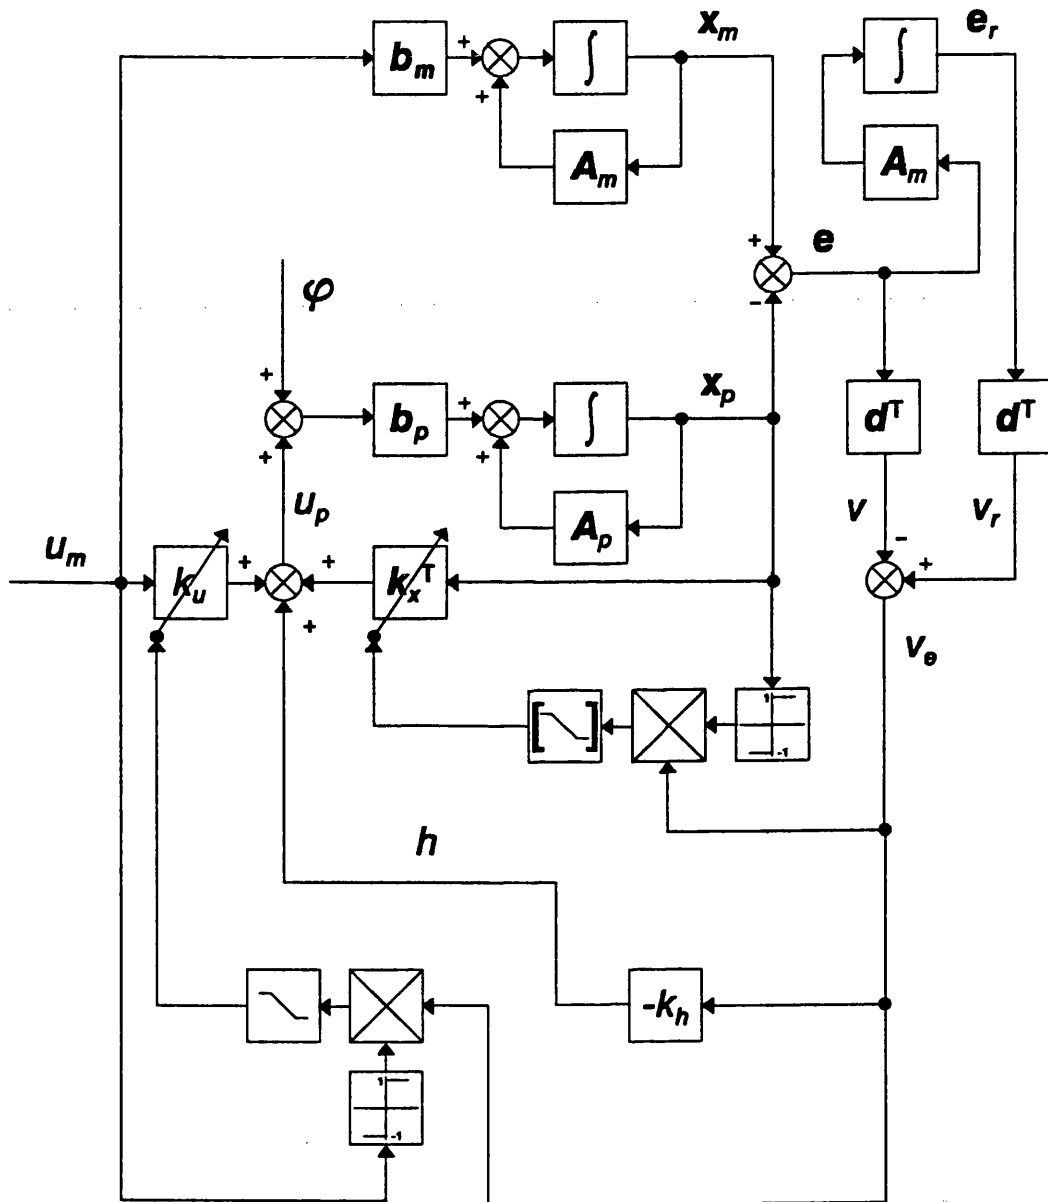 x_m
e_r
b_m
+
∫
∫
+
A_m
A_m
+
e
−
φ
+
x_p
b_p
+
∫
d^T
d^T
+
+
u_p
A_p
v
v_r
−
u_m
k_u
+
+
k_x^T
+
+
v_e
1
-1
h
-k_h
1
-1